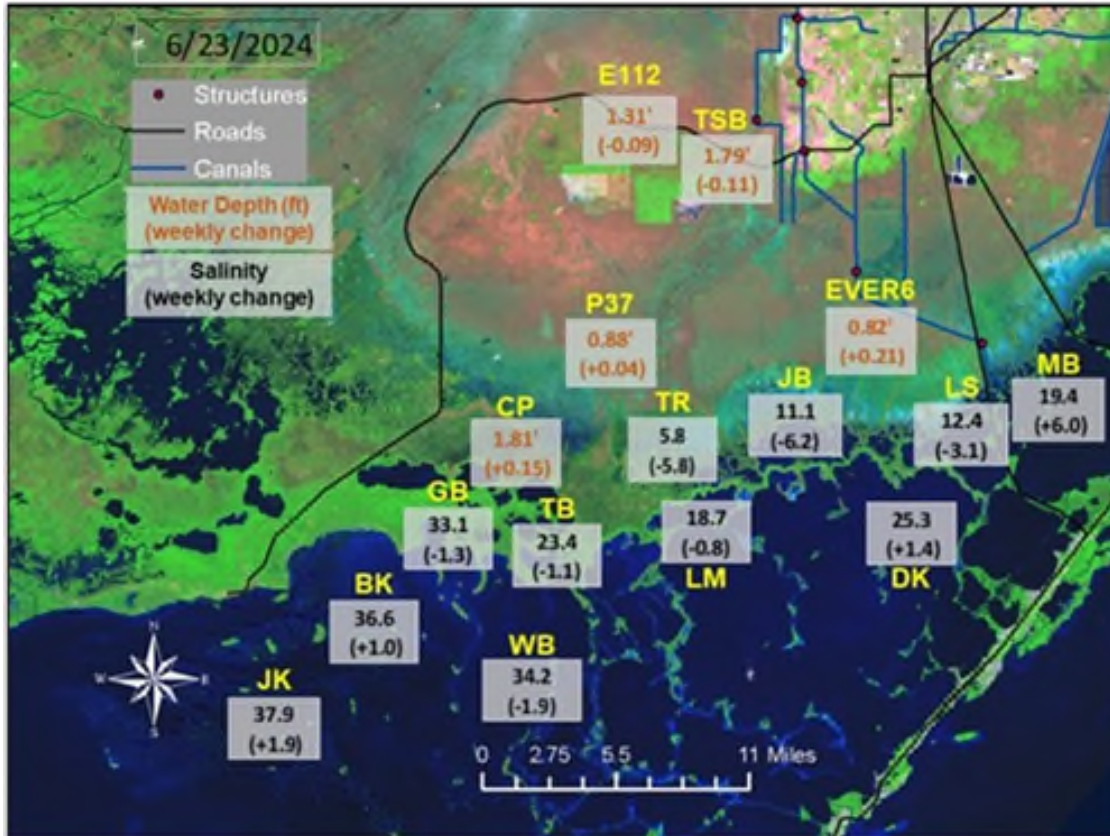 6/23/2024
Structures
Roads
Canals
Water Depth (ft)
(weekly change)
Salinity
(weekly change)
E112
1.31'
(-0.09)
TSB
1.79'
(-0.11)
P37
0.88'
(+0.04)
EVER6
0.82'
(+0.21)
CP
1.81'
(+0.15)
TR
5.8
(-5.8)
JB
11.1
(-6.2)
LS
12.4
(-3.1)
MB
19.4
(+6.0)
GB
33.1
(-1.3)
TB
23.4
(-1.1)
18.7
(-0.8)
LM
25.3
(+1.4)
DK
BK
36.6
(+1.0)
WB
34.2
(-1.9)
JK
37.9
(+1.9)
N
W E
S
0 2.75 5.5 11 Miles